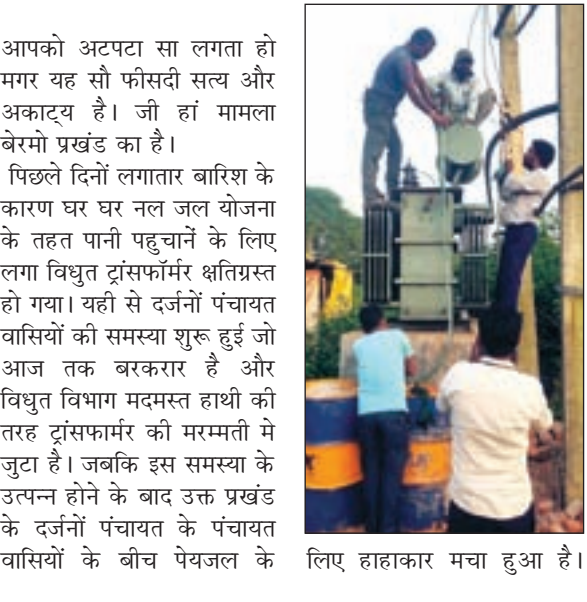 आपको अटपटा सा लगता हो
मगर यह सौ फीसदी सत्य और
अकाट्य है। जी हां मामला
बेरमो प्रखंड का है।
पिछले दिनों लगातार बारिश के
कारण घर घर नल जल योजना
के तहत पानी पहुचानें के लिए
लगा विधुत ट्रांसफॉर्मर क्षतिग्रस्त
हो गया। यही से दर्जनों पंचायत
वासियों की समस्या शुरू हुई जो
आज तक बरकरार है और
विधुत विभाग मदमस्त हाथी की
तरह ट्रांसफार्मर की मरम्मती मे
जुटा है। जबकि इस समस्या के
उत्पन्न होने के बाद उक्त प्रखंड
के दर्जनों पंचायत के पंचायत
वासियों के बीच पेयजल के
लिए हाहाकार मचा हुआ है।